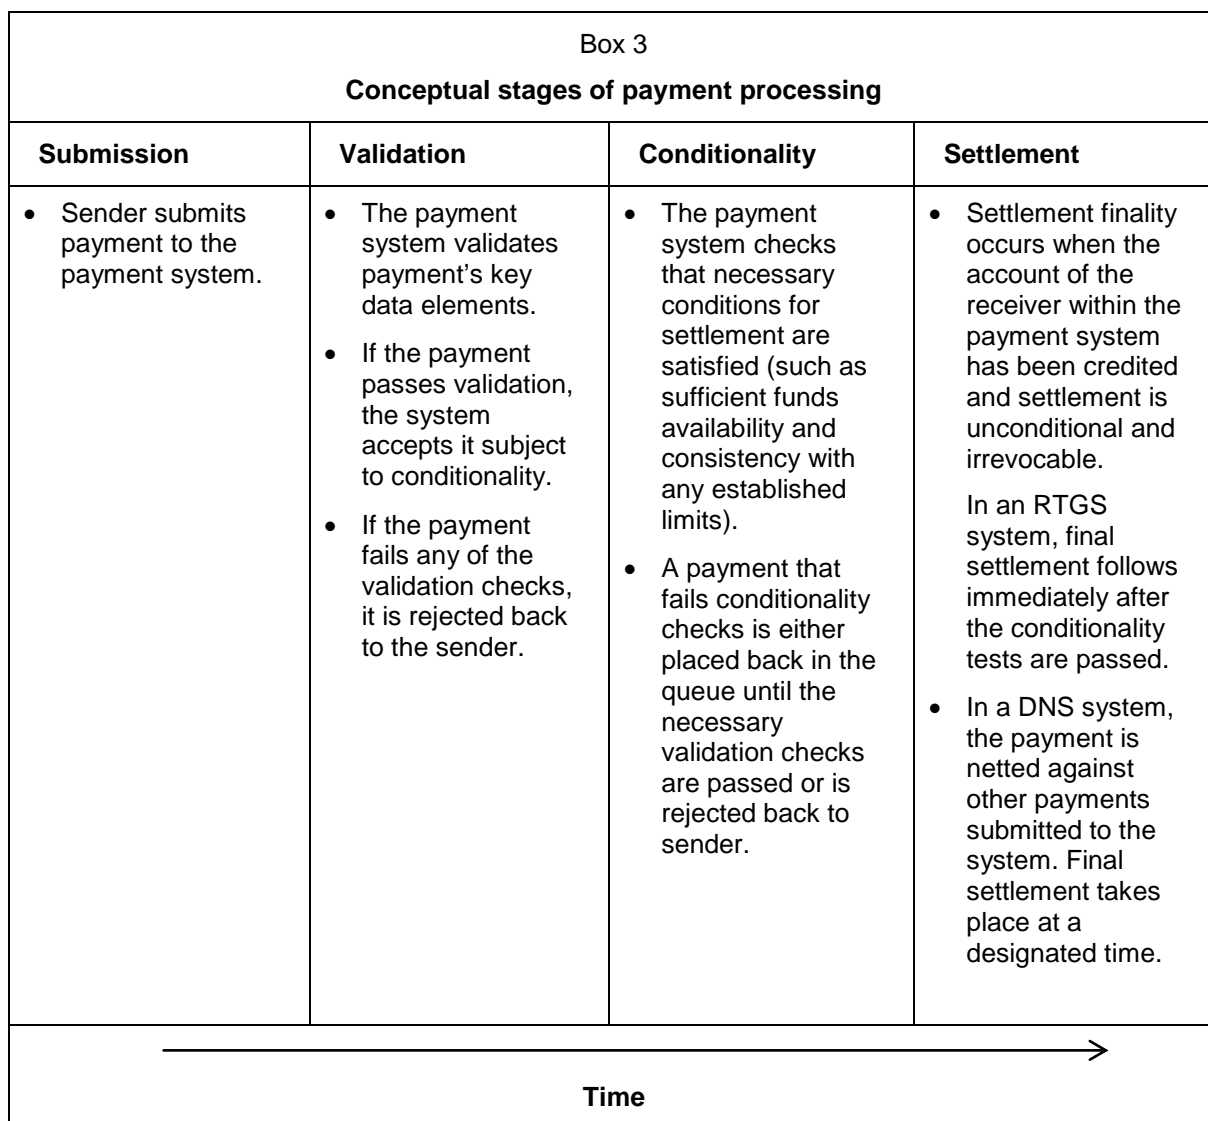 Box 3
Conceptual stages of payment processing
Submission
Validation
Conditionality
Settlement
• Sender submits
payment to the
payment system.
• The payment
system validates
payment’s key
data elements.
• If the payment
passes validation,
the system
accepts it subject
to conditionality.
• If the payment
fails any of the
validation checks,
it is rejected back
to the sender.
• The payment
system checks
that necessary
conditions for
settlement are
satisfied (such as
sufficient funds
availability and
consistency with
any established
limits).
• A payment that
fails conditionality
checks is either
placed back in the
queue until the
necessary
validation checks
are passed or is
rejected back to
sender.
• Settlement finality
occurs when the
account of the
receiver within the
payment system
has been credited
and settlement is
unconditional and
irrevocable.
In an RTGS
system, final
settlement follows
immediately after
the conditionality
tests are passed.
• In a DNS system,
the payment is
netted against
other payments
submitted to the
system. Final
settlement takes
place at a
designated time.
Time